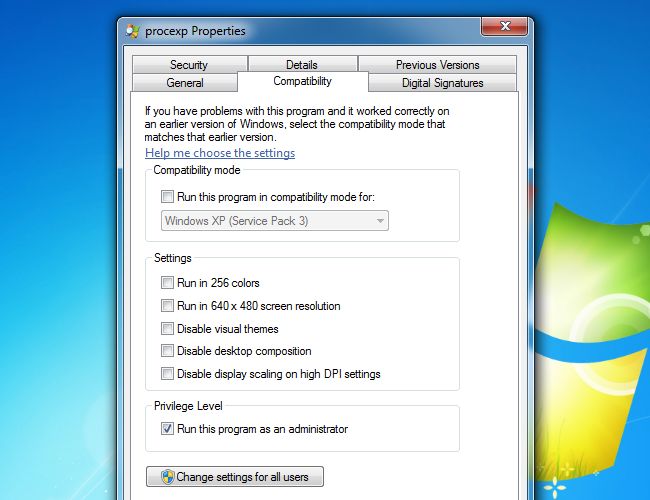 procexp Properties
Security Details Previous Versions
General Compatibility Digital Signatures
If you have problems with this program and it worked correctly on
an earlier version of Windows, select the compatibility mode that
matches that earlier version.
Help me choose the settings
Compatibility mode
Run this program in compatibility mode for:
Windows XP (Service Pack 3)
Settings
Run in 256 colors
Run in 640 x 480 screen resolution
Disable visual themes
Disable desktop composition
Disable display scaling on high DPI settings
Privilege Level
Run this program as an administrator
Change settings for all users